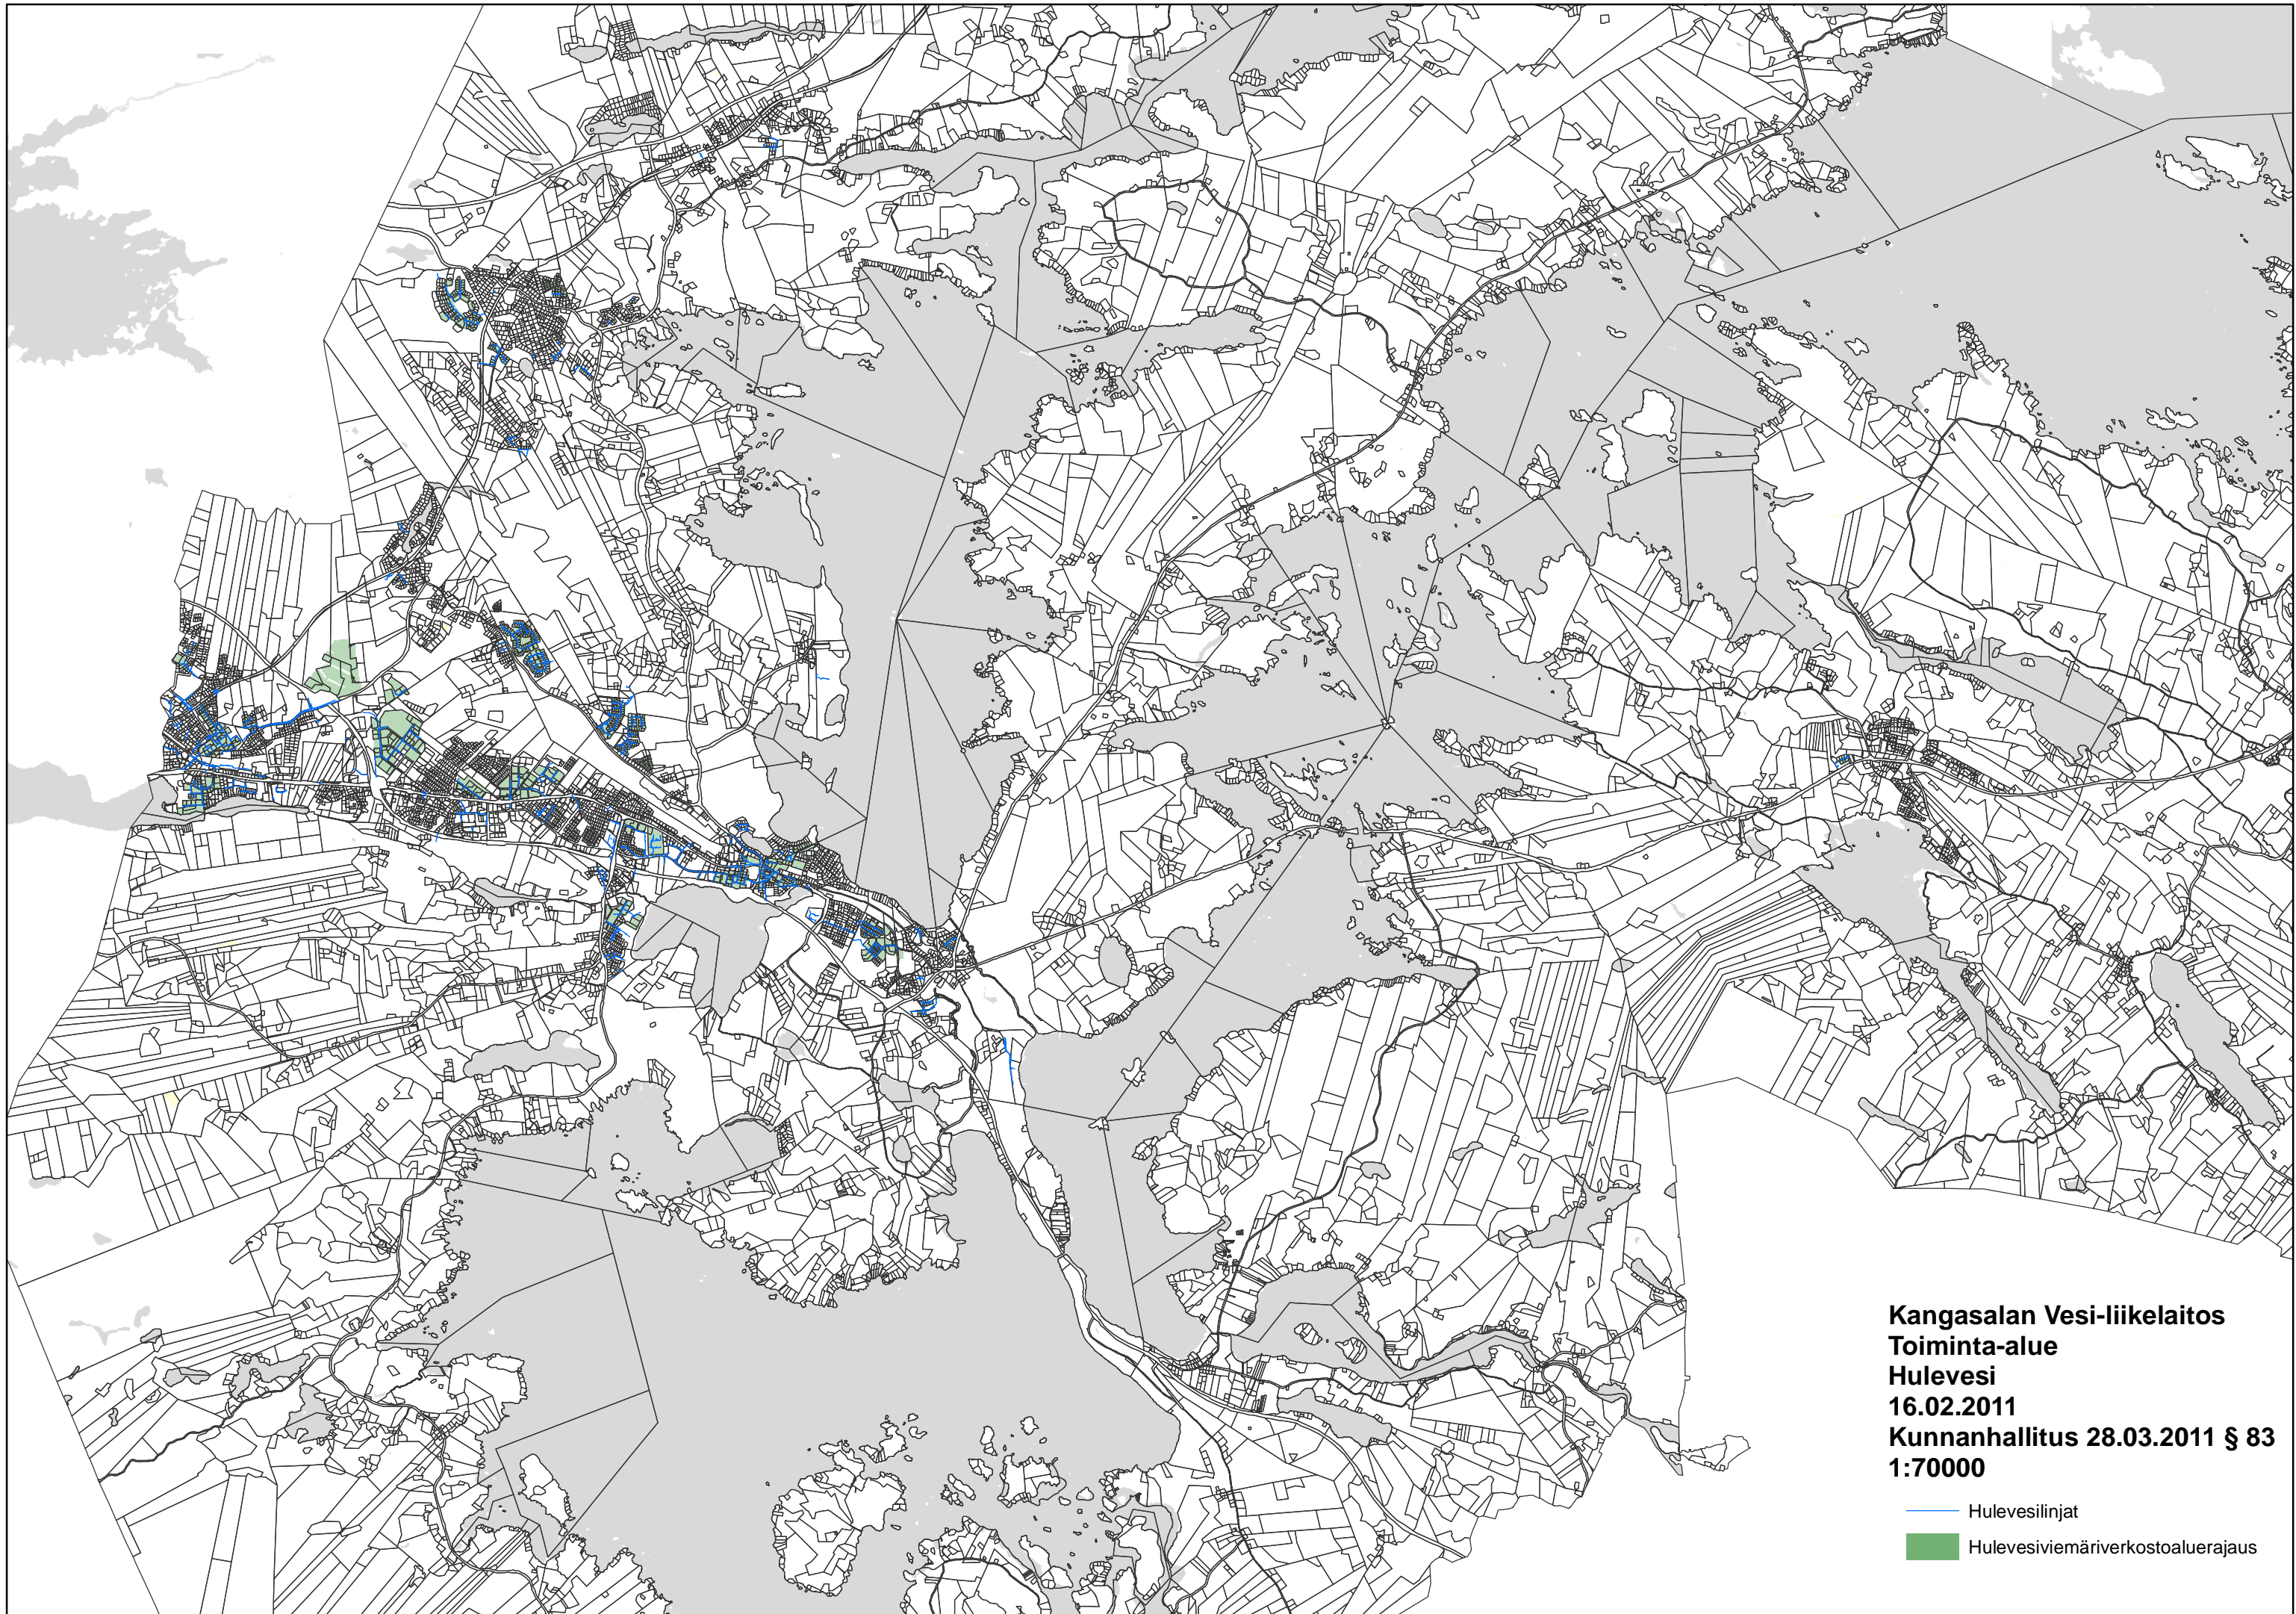 Kangasalan Vesi-liikelaitos
Toiminta-alue
Hulevesi
16.02.2011
Kunnanhallitus 28.03.2011 § 83
1:70000
Hulevesilinjat
Hulevesiviemäriverkostoaluerajaus